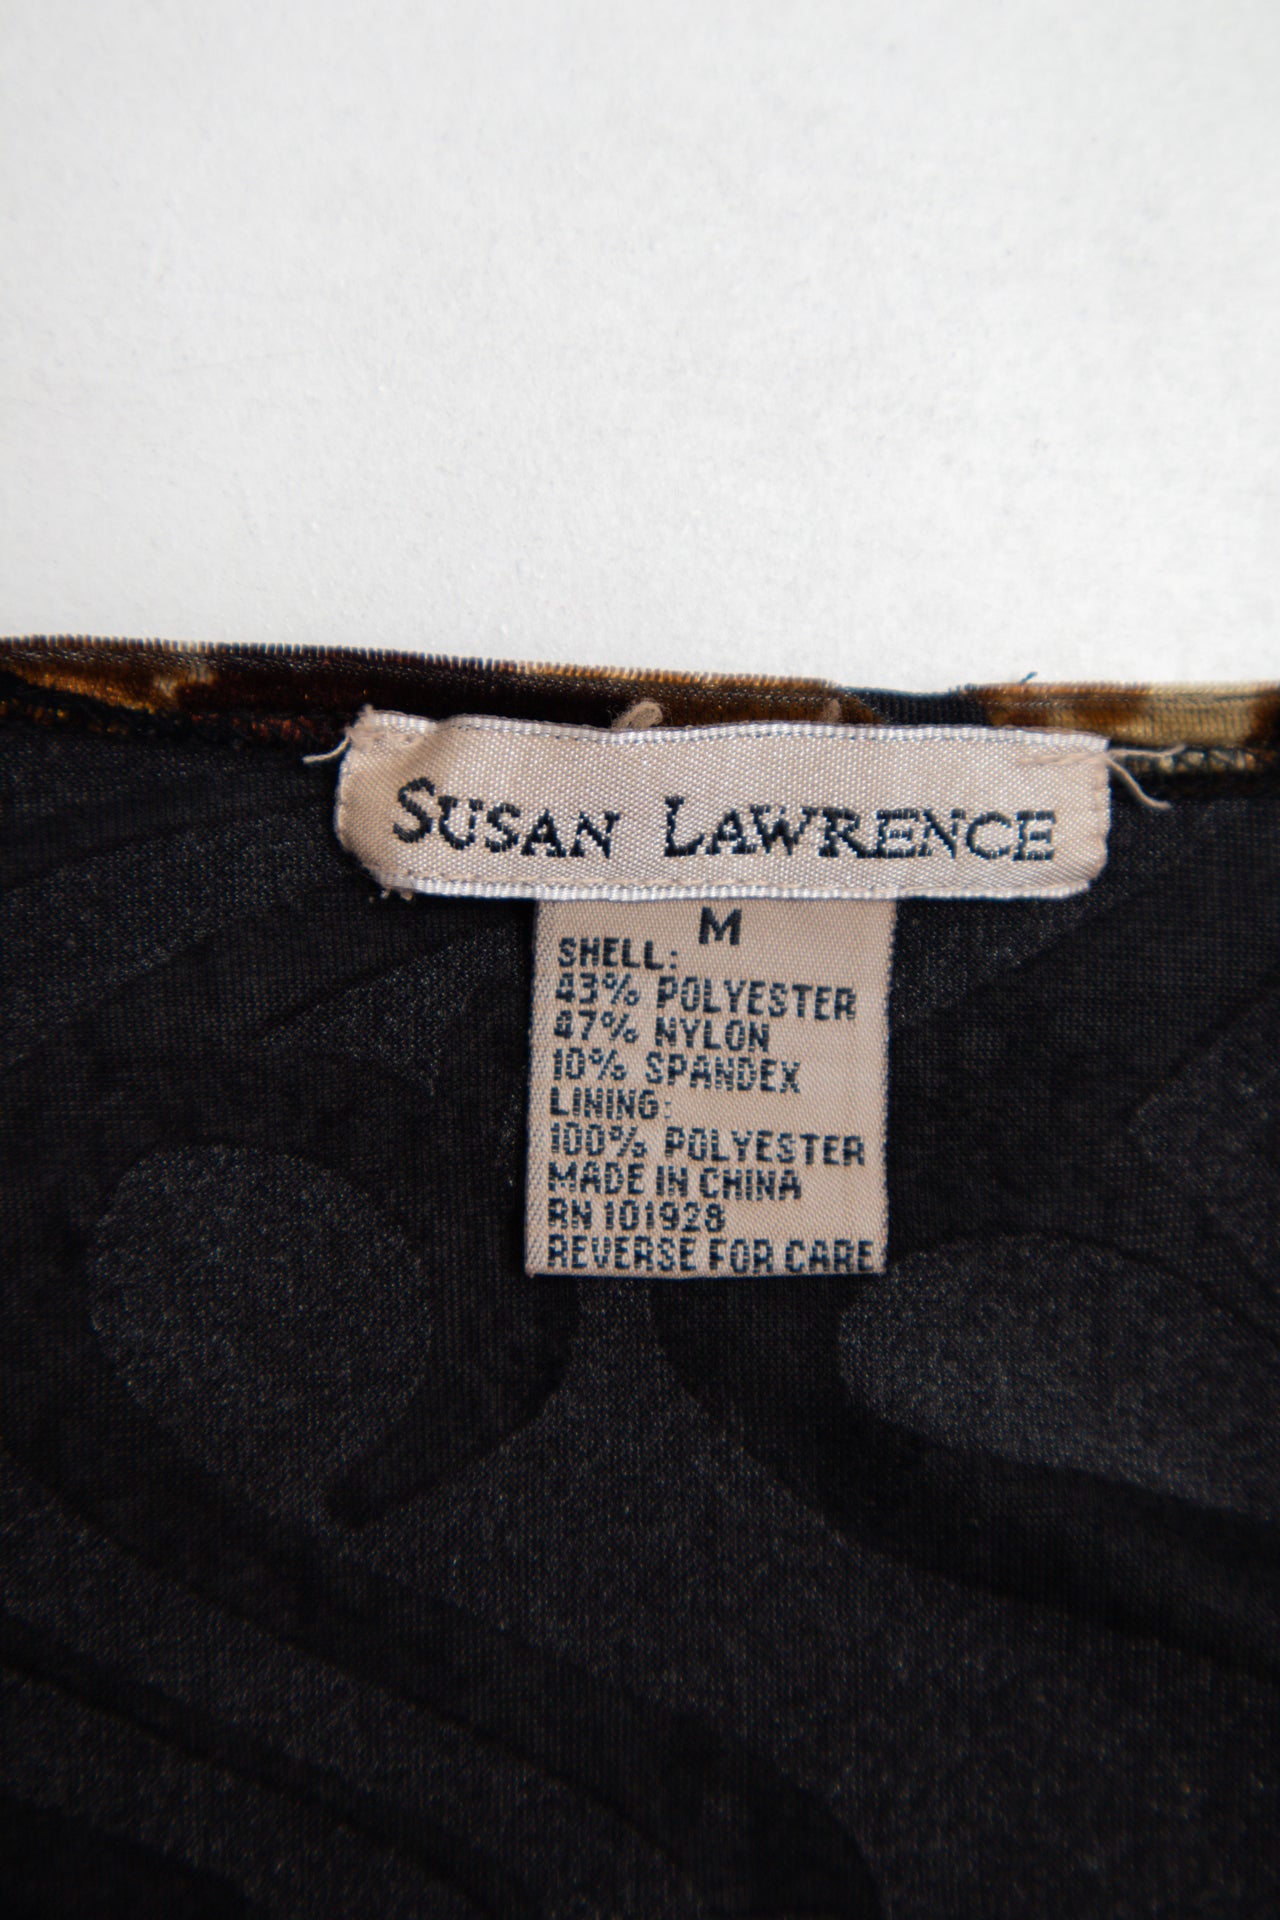 SUSAN LAWRENCE
M
SHELL:
43% POLYESTER
47% NYLON
10% SPANDEX
LINING:
100% POLYESTER
MADE IN CHINA
RN 101928
REVERSE FOR CARE